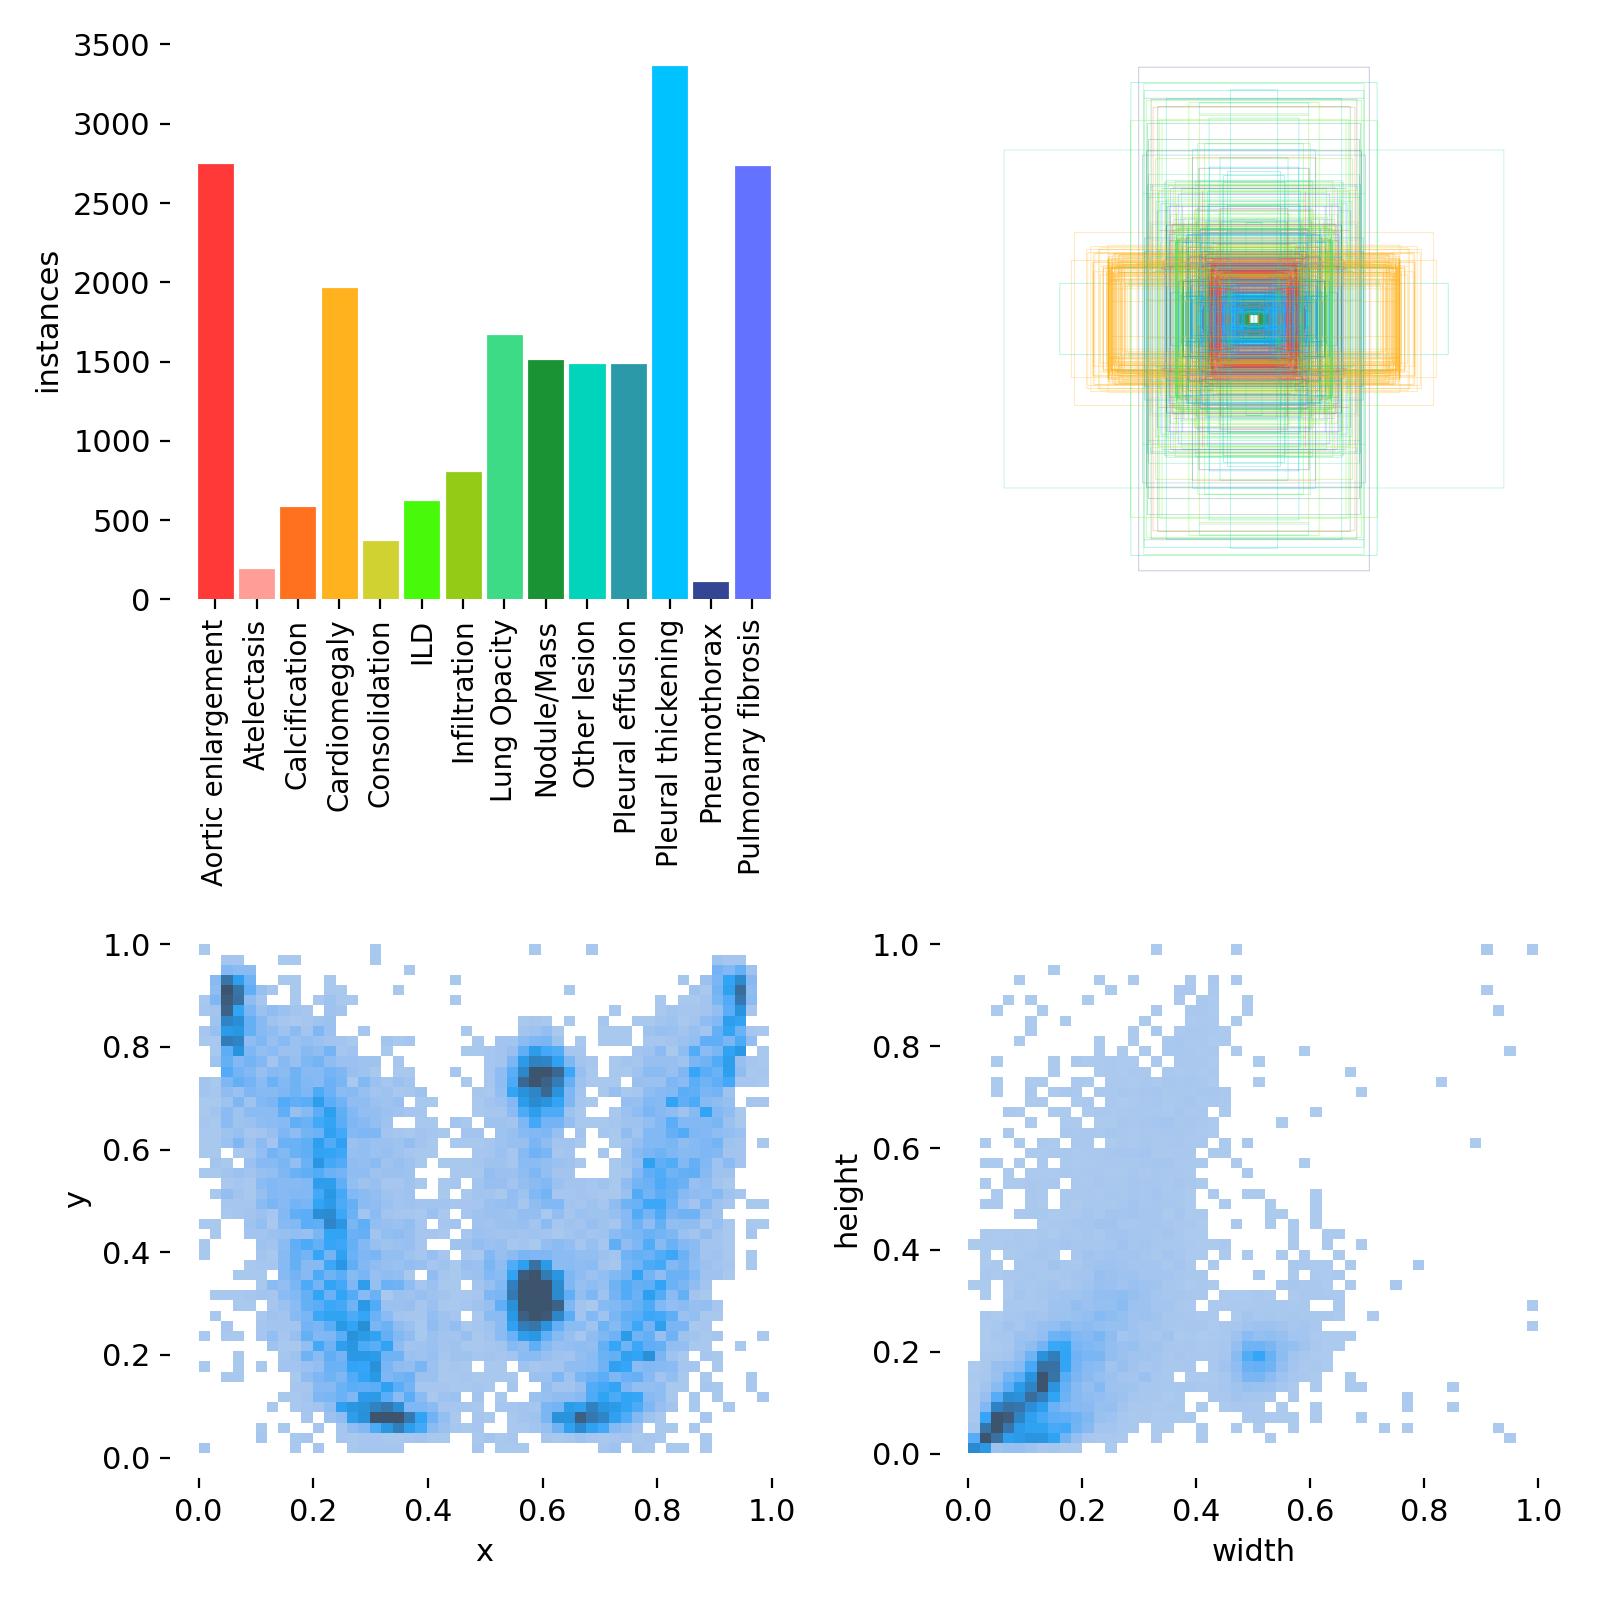 3500
3000
2500
2000
1500
1000
500
0
instances
Aortic enlargement
Atelectasis
Calcification
Cardiomegaly
Consolidation
ILD
Infiltration
Lung Opacity
Nodule/Mass
Other lesion
Pleural effusion
Pleural thickening
Pneumothorax
Pulmonary fibrosis
1.0
0.8
0.6
0.4
0.2
0.0
y
0.0 0.2 0.4 0.6 0.8 1.0
x
1.0
0.8
0.6
0.4
0.2
0.0
height
0.0 0.2 0.4 0.6 0.8 1.0
width